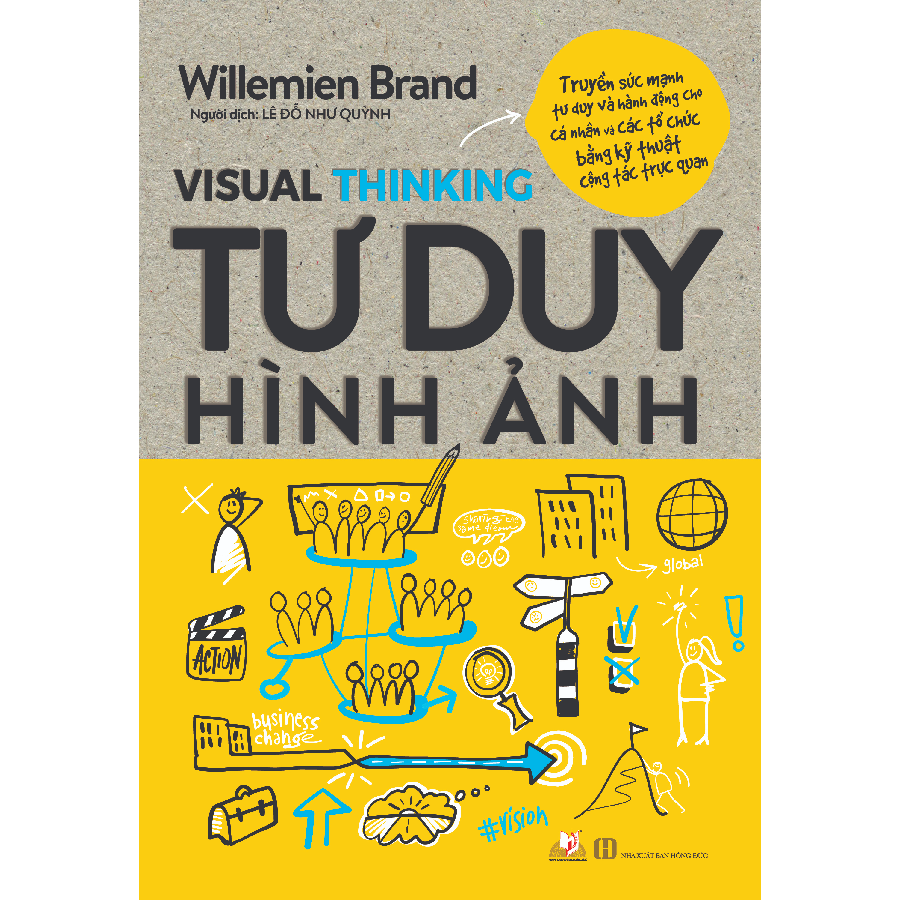 Willemien Brand
Người dịch: LÊ ĐỖ NHƯ QUỲNH
Truyền sức mạnh
tư duy và hành động cho
cá nhân và các tổ chức
bằng kỹ thuật
cộng tác trực quan
VISUAL THINKING
TƯ DUY
HÌNH ẢNH
global
ACTION
business
change
#vision
NHÀ XUẤT BẢN HỒNG ĐỨC